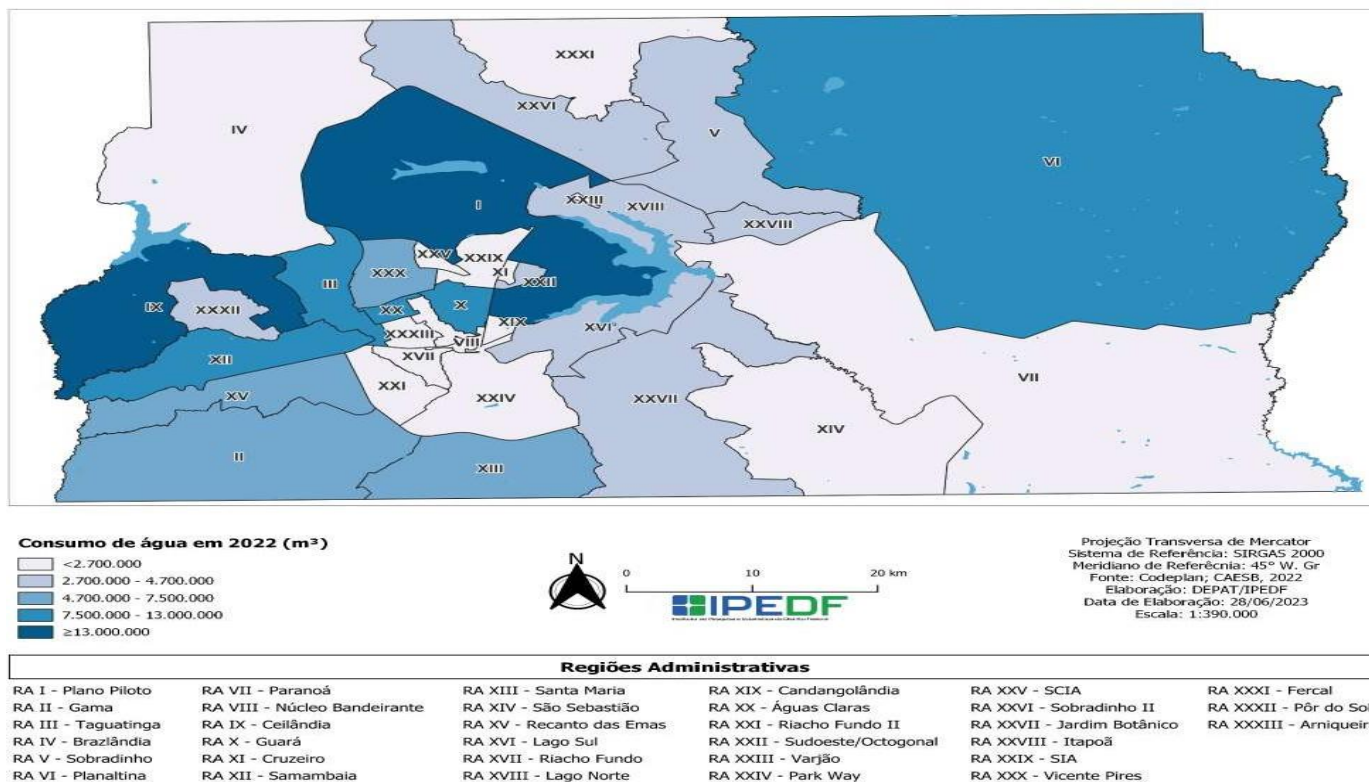 XXXI
XXVI
IV
V
VI
I
XXIII
XVIII
XXVIII
XXV
XXIX
XXX
XI
XXII
III
IX
XXXII
XX
X
XIX
XXXIII
VIII
XVI
XII
XVII
VII
XXI
XV
XXIV
XXVII
XIV
II
XIII
Consumo de água em 2022 (m³)
<2.700.000
2.700.000 - 4.700.000
4.700.000 - 7.500.000
7.500.000 - 13.000.000
≥13.000.000
N
0 10 20 km
IPEDF
Projeção Transversa de Mercator
Sistema de Referência: SIRGAS 2000
Meridiano de Referêcnia: 45° W. Gr
Fonte: Codeplan; CAESB, 2022
Elaboração: DEPAT/IPEDF
Data de Elaboração: 28/06/2023
Escala: 1:390.000
Regiões Administrativas
RA I - Plano Piloto
RA II - Gama
RA III - Taguatinga
RA IV - Brazlândia
RA V - Sobradinho
RA VI - Planaltina
RA VII - Paranoá
RA VIII - Núcleo Bandeirante
RA IX - Ceilândia
RA X - Guará
RA XI - Cruzeiro
RA XII - Samambaia
RA XIII - Santa Maria
RA XIV - São Sebastião
RA XV - Recanto das Emas
RA XVI - Lago Sul
RA XVII - Riacho Fundo
RA XVIII - Lago Norte
RA XIX - Candangolândia
RA XX - Águas Claras
RA XXI - Riacho Fundo II
RA XXII - Sudoeste/Octogonal
RA XXIII - Varjão
RA XXIV - Park Way
RA XXV - SCIA
RA XXVI - Sobradinho II
RA XXVII - Jardim Botânico
RA XXVIII - Itapoã
RA XXIX - SIA
RA XXX - Vicente Pires
RA XXXI - Fercal
RA XXXII - Pôr do Sol
RA XXXIII - Arniqueir